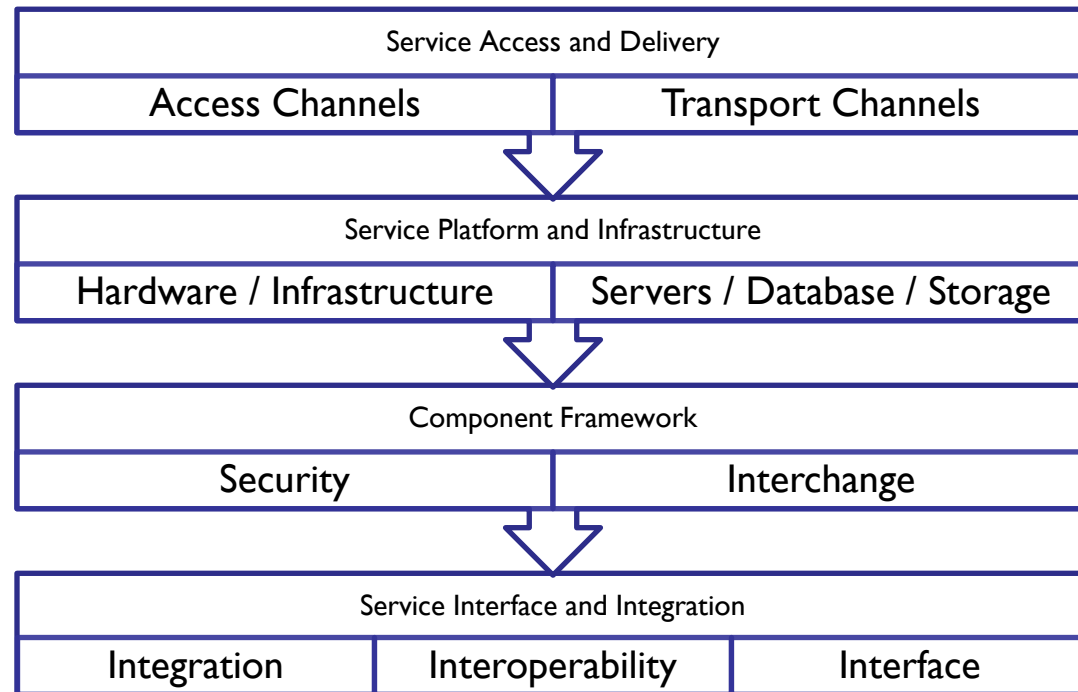 Service Access and Delivery
Access Channels
Transport Channels
Service Platform and Infrastructure
Hardware / Infrastructure
Servers / Database / Storage
Component Framework
Security
Interchange
Service Interface and Integration
Integration
Interoperability
Interface